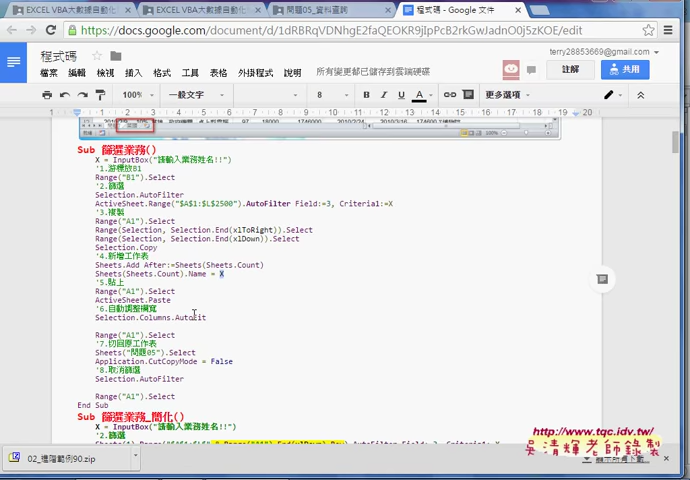 EXCEL VBA大數據自動化
EXCEL VBA大數據自動化
問題05_資料查詢
程式碼 - Google 文件
https://docs.google.com/document/d/1dRBRqVDNhgE2faQEOKR9jIpPcB2rkGwJadnO0j5zKOE/edit
程式碼
terry28853669@gmail.com
檔案 編輯 檢視 插入 格式 工具 表格 外掛程式 說明 所有變更都已儲存到雲端硬碟
註解
共用
100% 一般文字 8 B I U A 更多選項
Sub 篩選業務()
X = InputBox("請輸入業務姓名!!")
'1.游標放B1
Range("B1").Select
'2.篩選
Selection.AutoFilter
ActiveSheet.Range("$A$1:$L$2500").AutoFilter Field:=3, Criteria1:=X
'3.複製
Range("A1").Select
Range(Selection, Selection.End(xlToRight)).Select
Range(Selection, Selection.End(xlDown)).Select
Selection.Copy
'4.新增工作表
Sheets.Add After:=Sheets(Sheets.Count)
Sheets(Sheets.Count).Name = X
'5.貼上
Range("A1").Select
ActiveSheet.Paste
'6.自動調整欄寬
Selection.Columns.AutoFit
Range("A1").Select
'7.切回原工作表
Sheets("問題05").Select
Application.CutCopyMode = False
'8.取消篩選
Selection.AutoFilter
Range("A1").Select
End Sub
Sub 篩選業務_簡化()
X = InputBox("請輸入業務姓名!!")
'2.篩選
http://www.tqc.idv.tw/
吳清輝老師錄製
02_進階範例90.zip
顯示所有下載...